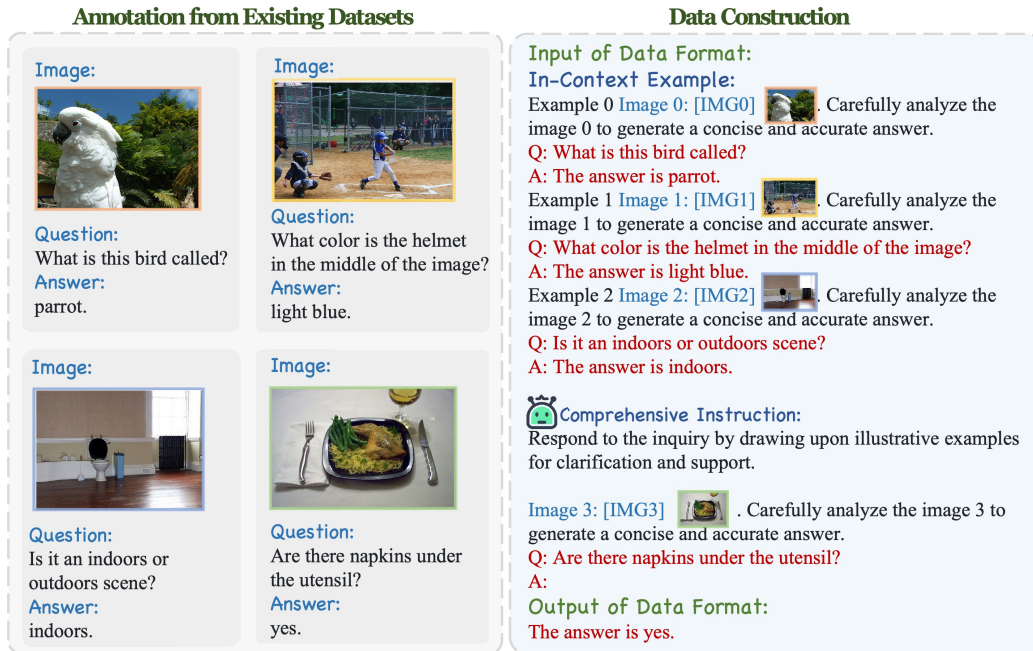 Annotation from Existing Datasets
Image:
Question:
What is this bird called?
Answer:
parrot.
Image:
Question:
What color is the helmet
in the middle of the image?
Answer:
light blue.
Image:
Question:
Is it an indoors or
outdoors scene?
Answer:
indoors.
Image:
Question:
Are there napkins under
the utensil?
Answer:
yes.
Data Construction
Input of Data Format:
In-Context Example:
Example 0 Image 0: [IMG0] . Carefully analyze the
image 0 to generate a concise and accurate answer.
Q: What is this bird called?
A: The answer is parrot.
Example 1 Image 1: [IMG1] . Carefully analyze the
image 1 to generate a concise and accurate answer.
Q: What color is the helmet in the middle of the image?
A: The answer is light blue.
Example 2 Image 2: [IMG2] . Carefully analyze the
image 2 to generate a concise and accurate answer.
Q: Is it an indoors or outdoors scene?
A: The answer is indoors.
Comprehensive Instruction:
Respond to the inquiry by drawing upon illustrative examples
for clarification and support.
Image 3: [IMG3] . Carefully analyze the image 3 to
generate a concise and accurate answer.
Q: Are there napkins under the utensil?
A:
Output of Data Format:
The answer is yes.